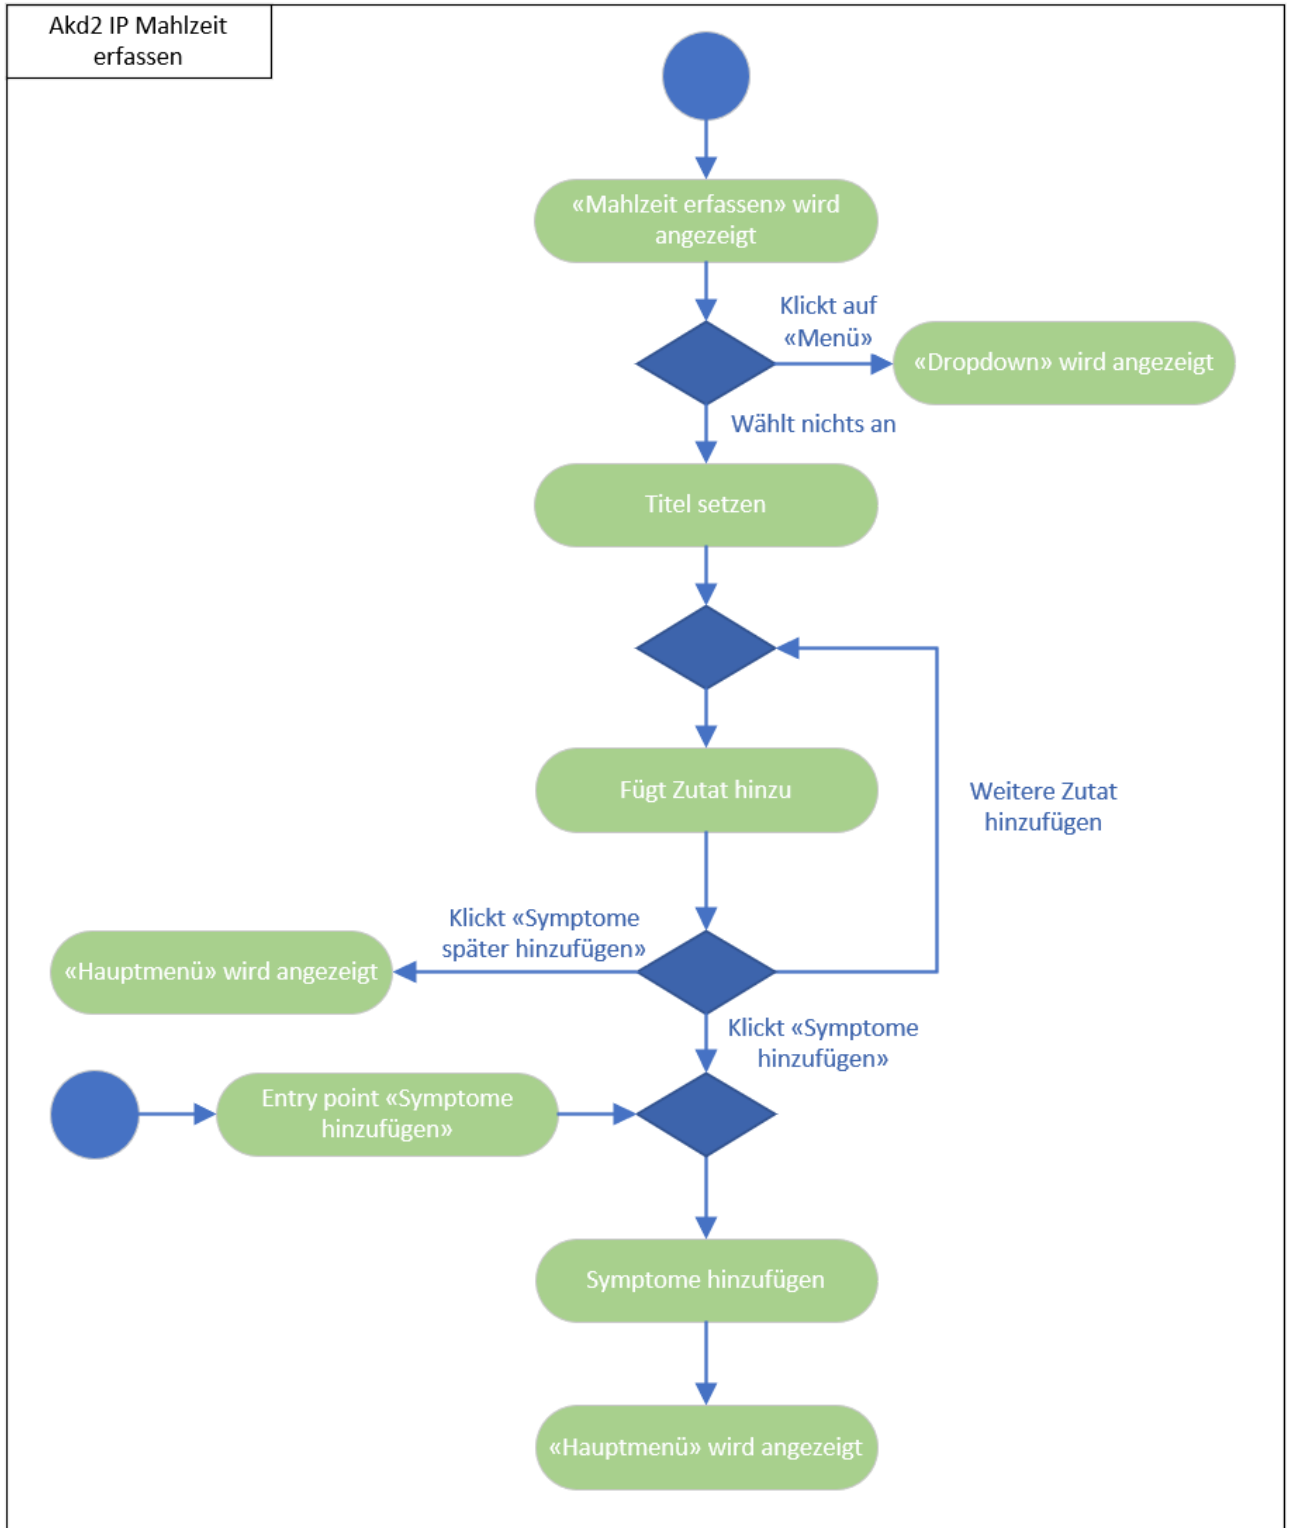 Akd2 IP Mahlzeit
erfassen
«Mahlzeit erfassen» wird
angezeigt
Klickt auf
«Menü»
«Dropdown» wird angezeigt
Wählt nichts an
Titel setzen
Fügt Zutat hinzu
Weitere Zutat
hinzufügen
Klickt «Symptome
später hinzufügen»
«Hauptmenü» wird angezeigt
Klickt «Symptome
hinzufügen»
Entry point «Symptome
hinzufügen»
Symptome hinzufügen
«Hauptmenü» wird angezeigt